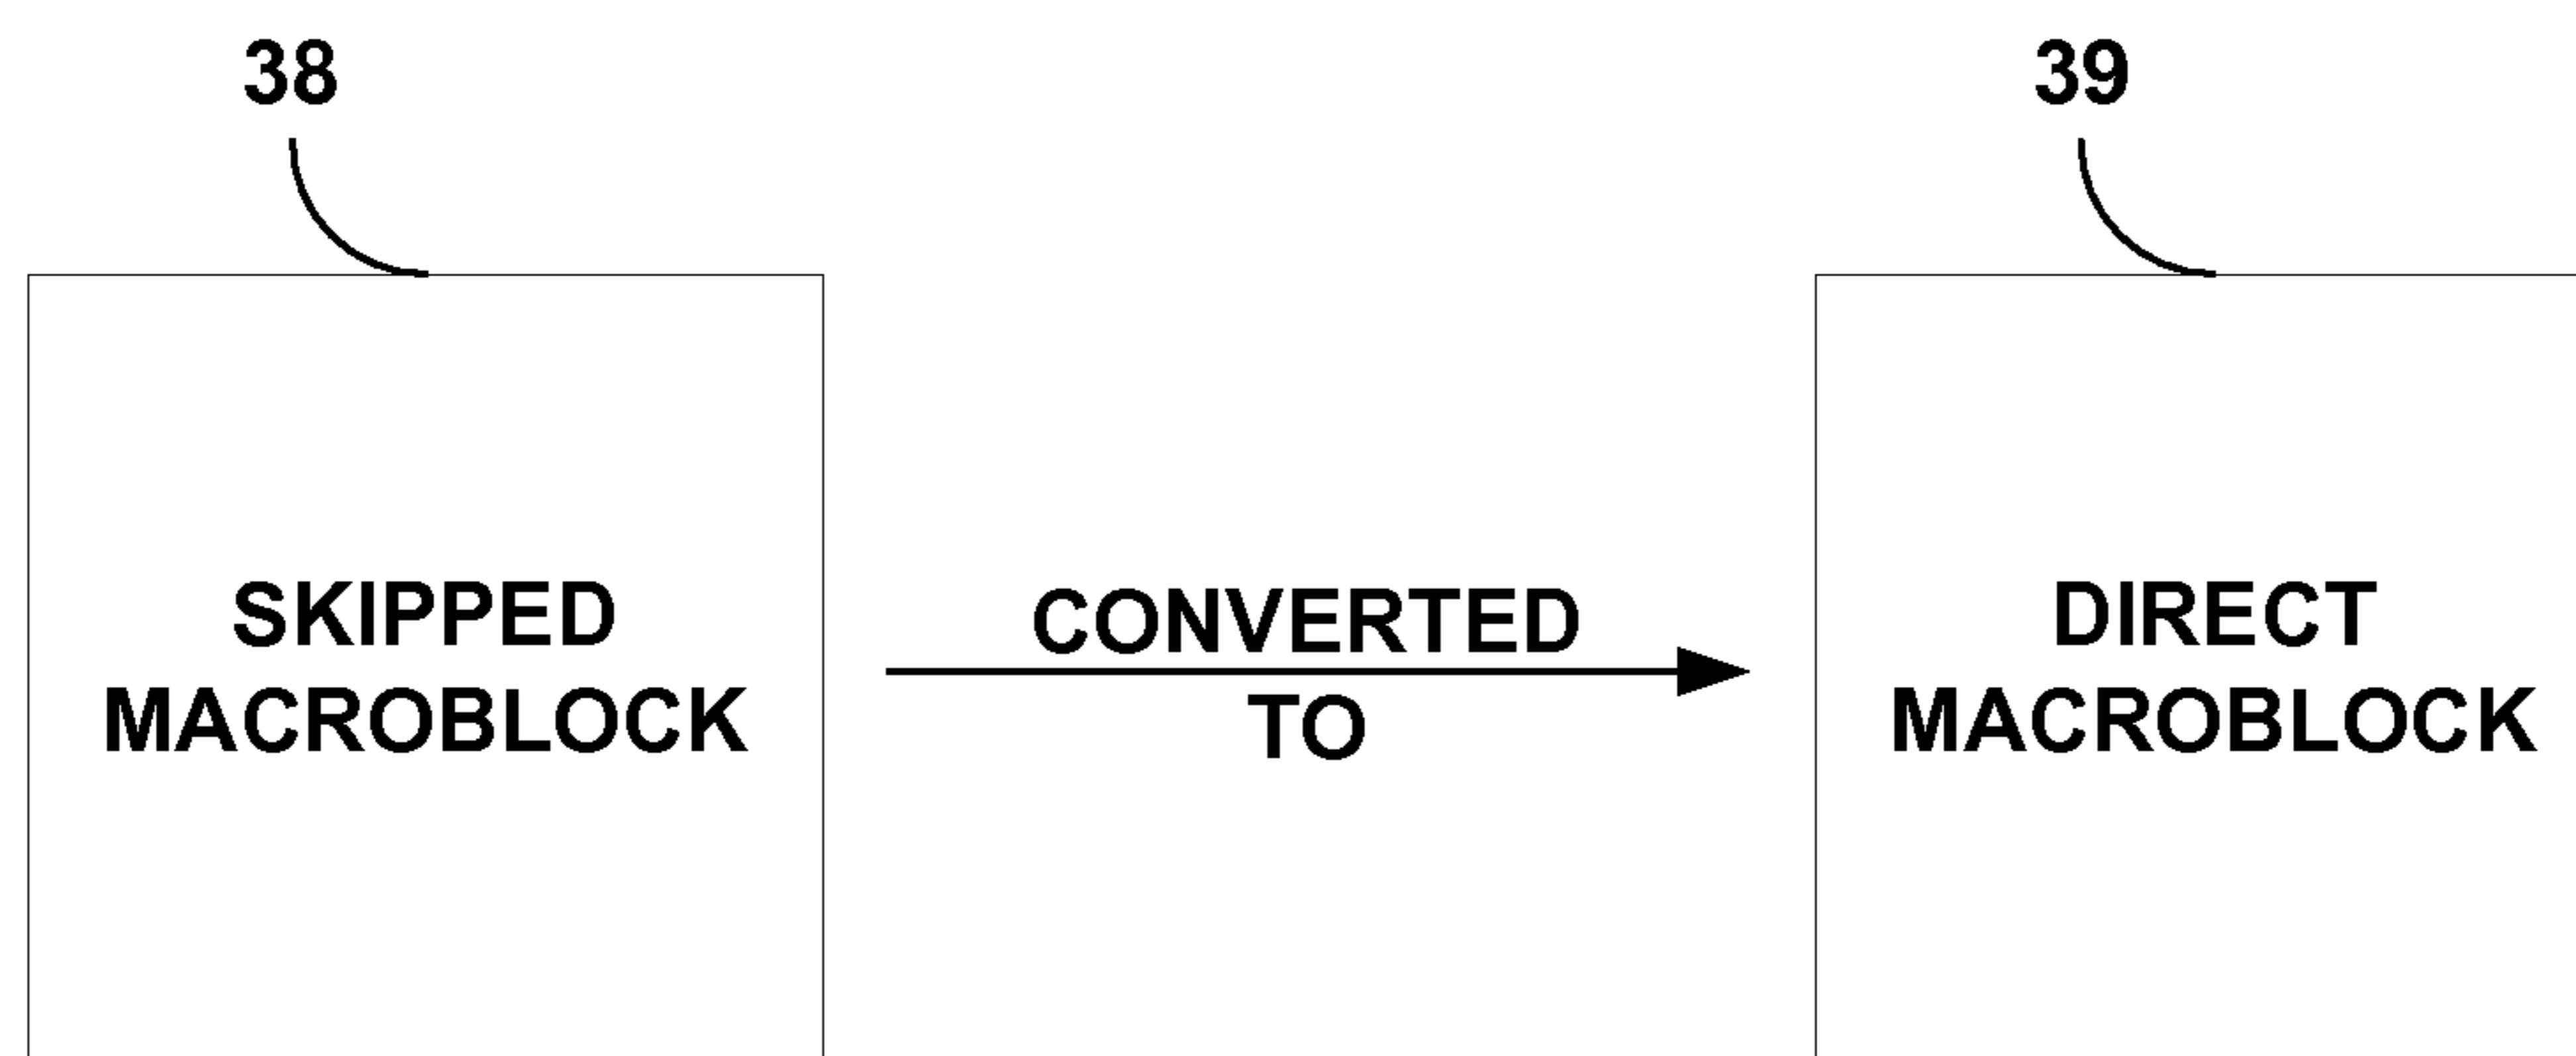 38
39
SKIPPED
MACROBLOCK
CONVERTED
TO
DIRECT
MACROBLOCK